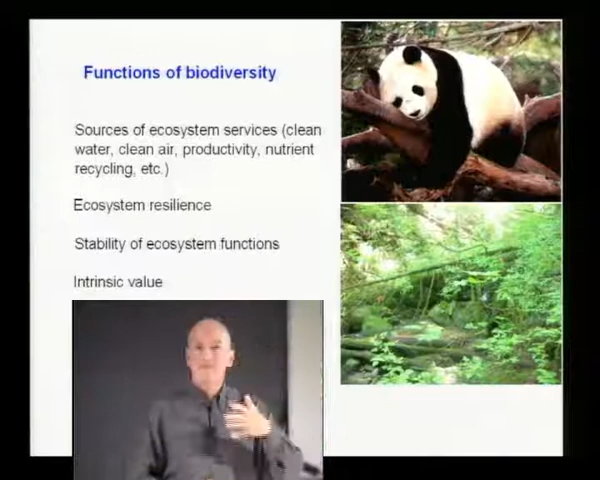 Functions of biodiversity
Sources of ecosystem services (clean
water, clean air, productivity, nutrient
recycling, etc.)
Ecosystem resilience
Stability of ecosystem functions
Intrinsic value